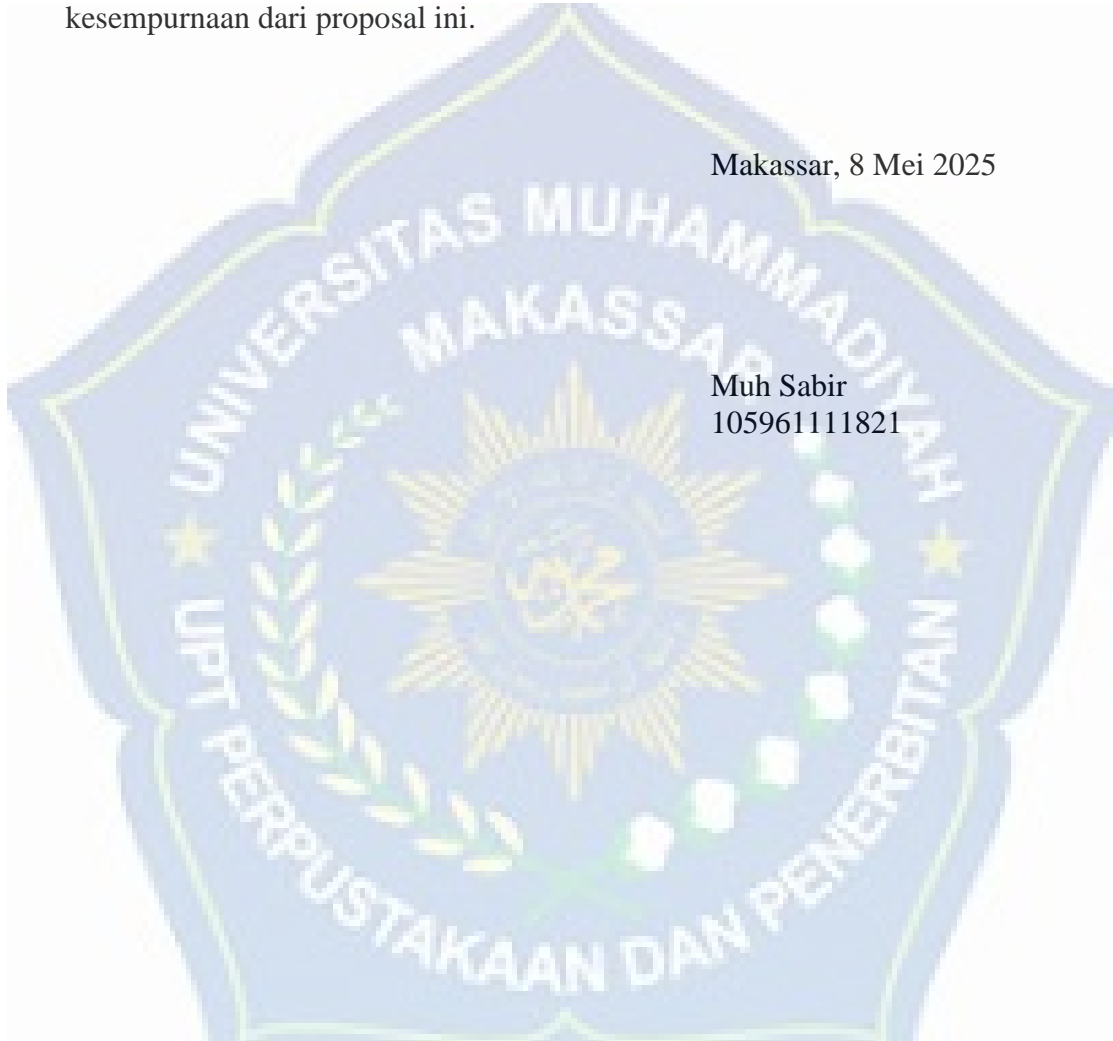 kesempurnaan dari proposal ini.
Makassar, 8 Mei 2025
UNIVERSITAS MUHAMMADIYAH
MAKASSAR
Muh Sabir
105961111821
UPT PERPUSTAKAAN DAN PENERBITAN